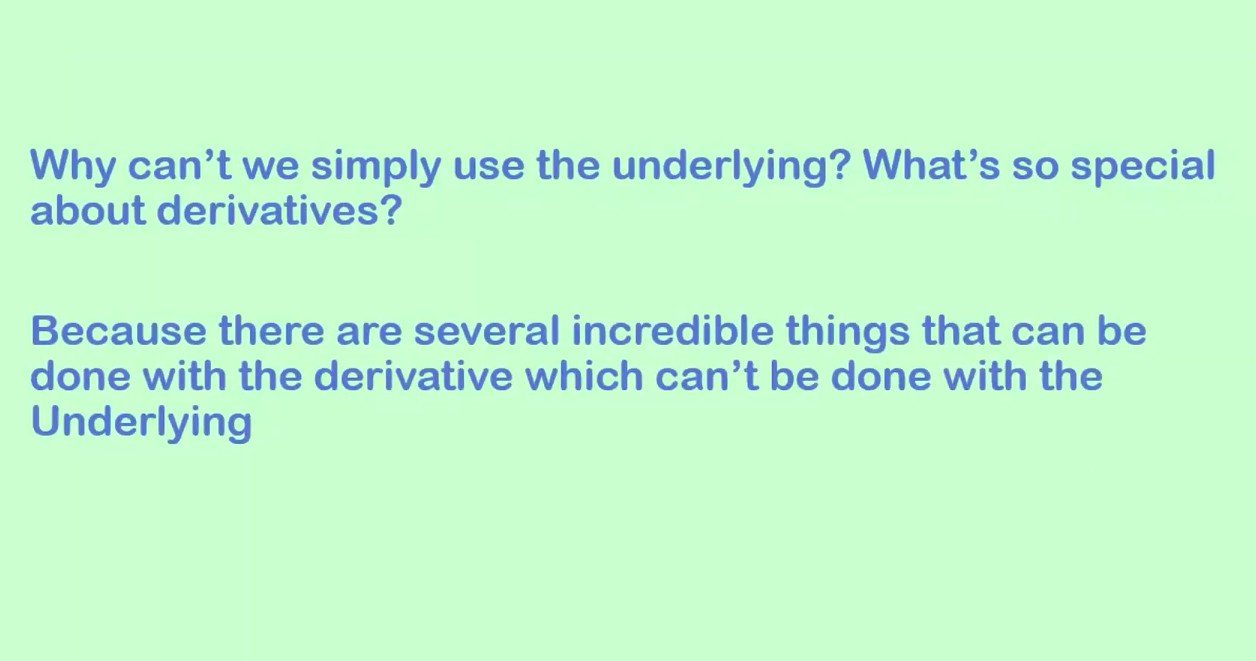 Why can’t we simply use the underlying? What’s so special
about derivatives?
Because there are several incredible things that can be
done with the derivative which can’t be done with the
Underlying